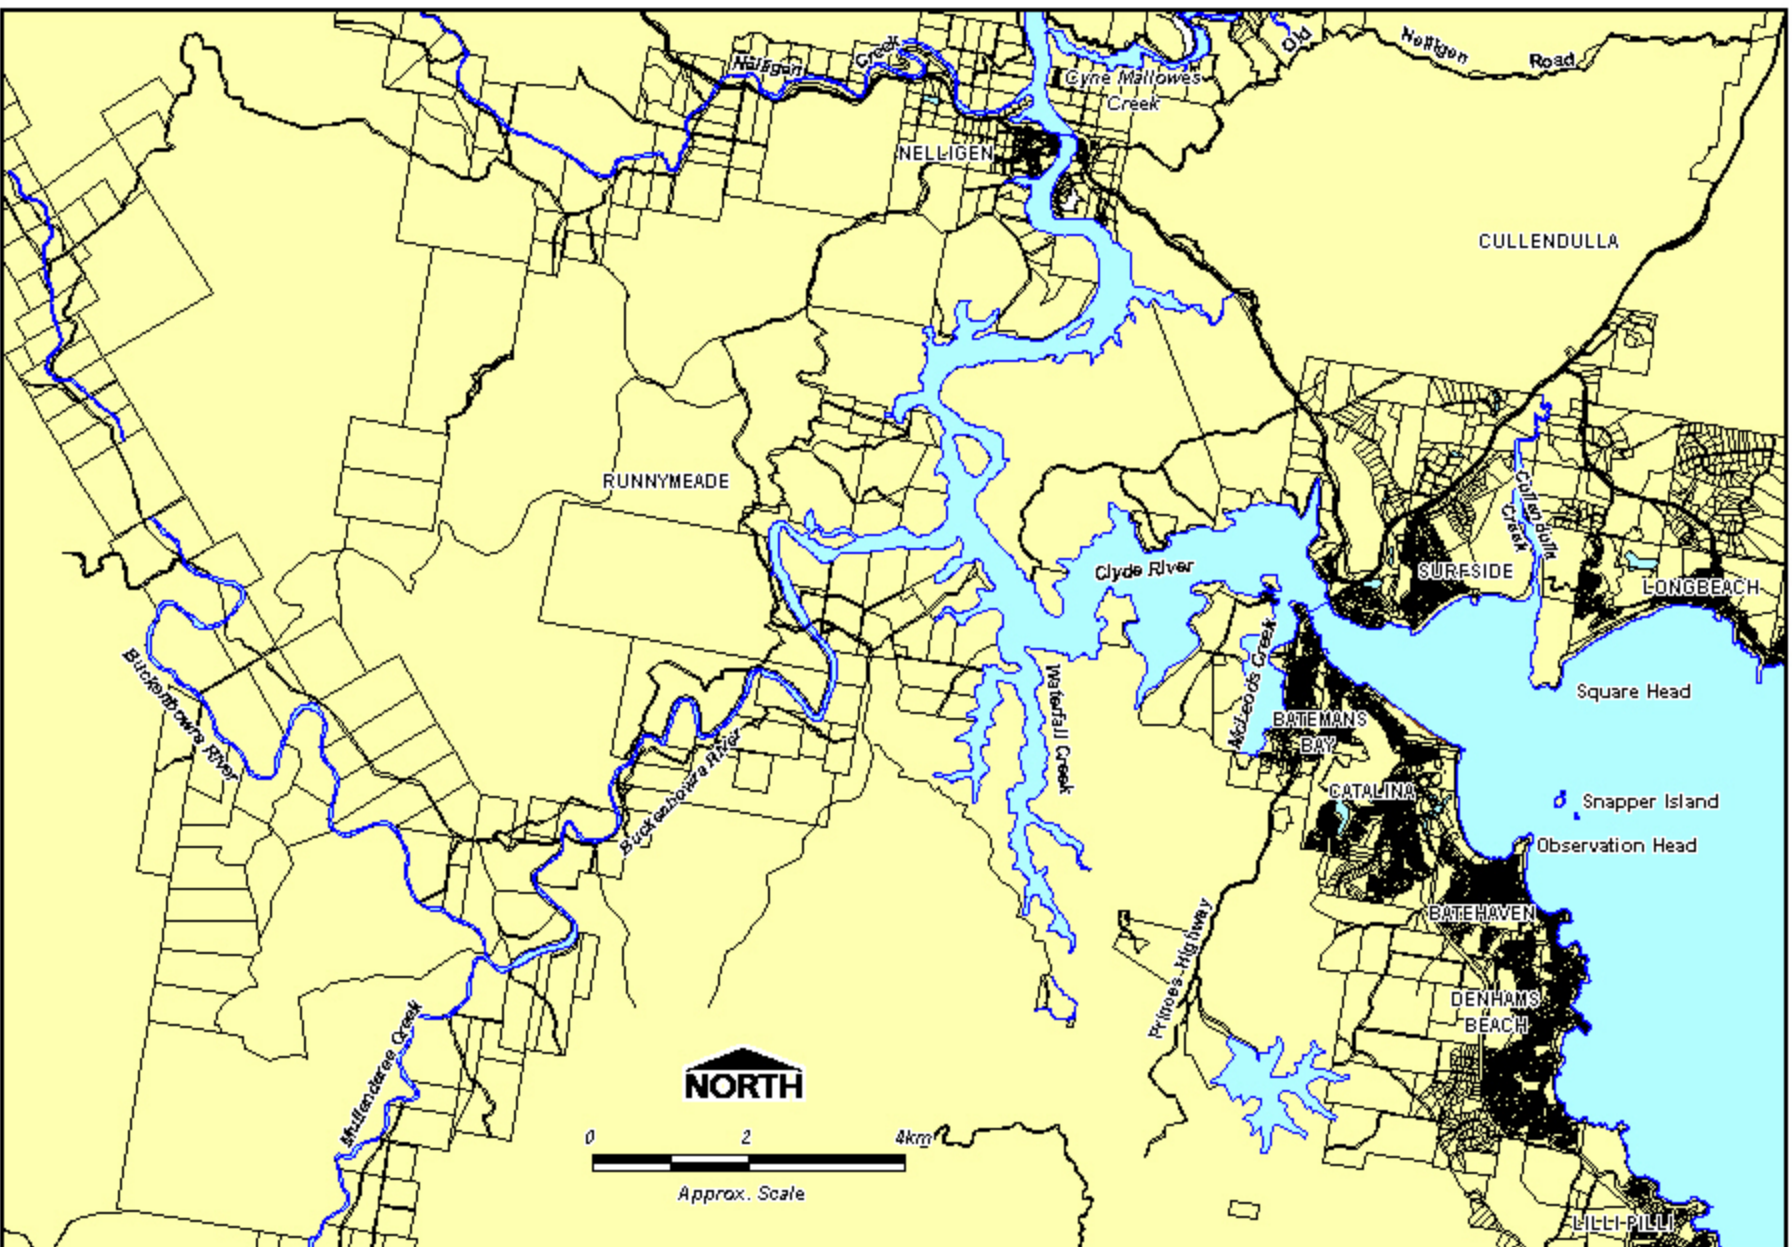 Nelligen Creek
Old Nelligen Road
Cyne Mallowes
Creek
NELLIGEN
CULLENDULLA
RUNNYMEADE
Cullendulla
Creek
Clyde River
SURFSIDE
LONGBEACH
Buckenbowra River
Waterfall Creek
McLeods Creek
Square Head
BATEMANS
BAY
Buckenbowra River
CATALINA
Snapper Island
Observation Head
BATEHAVEN
Princes Highway
DENHAMS
BEACH
Mullenderee Creek
NORTH
0 2 4km
Approx. Scale
LILLI PILLI